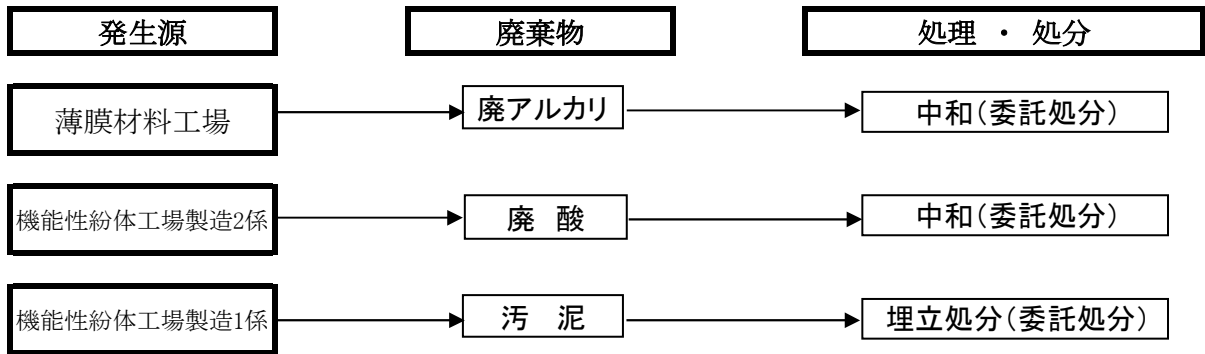 発生源 廃棄物 処理 ・ 処分
薄膜材料工場 廃アルカリ 中和(委託処分)
機能性紛体工場製造2係 廃 酸 中和(委託処分)
機能性紛体工場製造1係 汚 泥 埋立処分(委託処分)